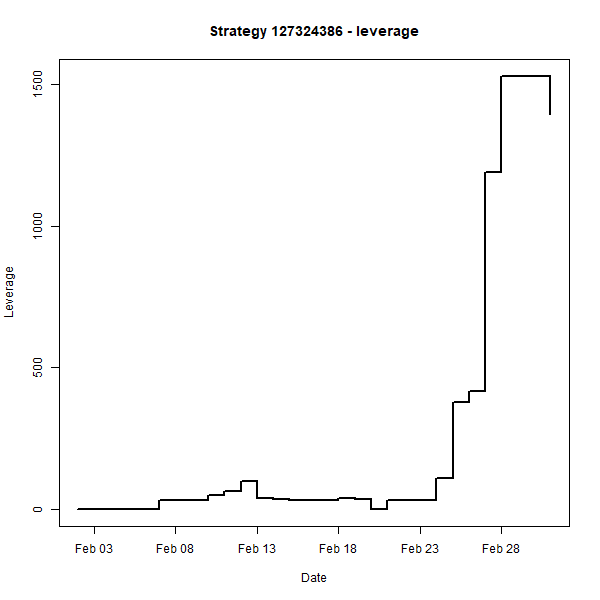 Strategy 127324386 - leverage
1500
1000
500
0
Leverage
Feb 03 Feb 08 Feb 13 Feb 18 Feb 23 Feb 28
Date